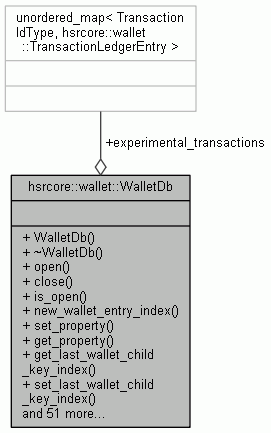 unordered_map< Transaction
IdType, hsrcore::wallet
::TransactionLedgerEntry >
+experimental_transactions
hsrcore::wallet::WalletDb
+ WalletDb()
+ ~WalletDb()
+ open()
+ close()
+ is_open()
+ new_wallet_entry_index()
+ set_property()
+ get_property()
+ get_last_wallet_child
_key_index()
+ set_last_wallet_child
_key_index()
and 51 more...